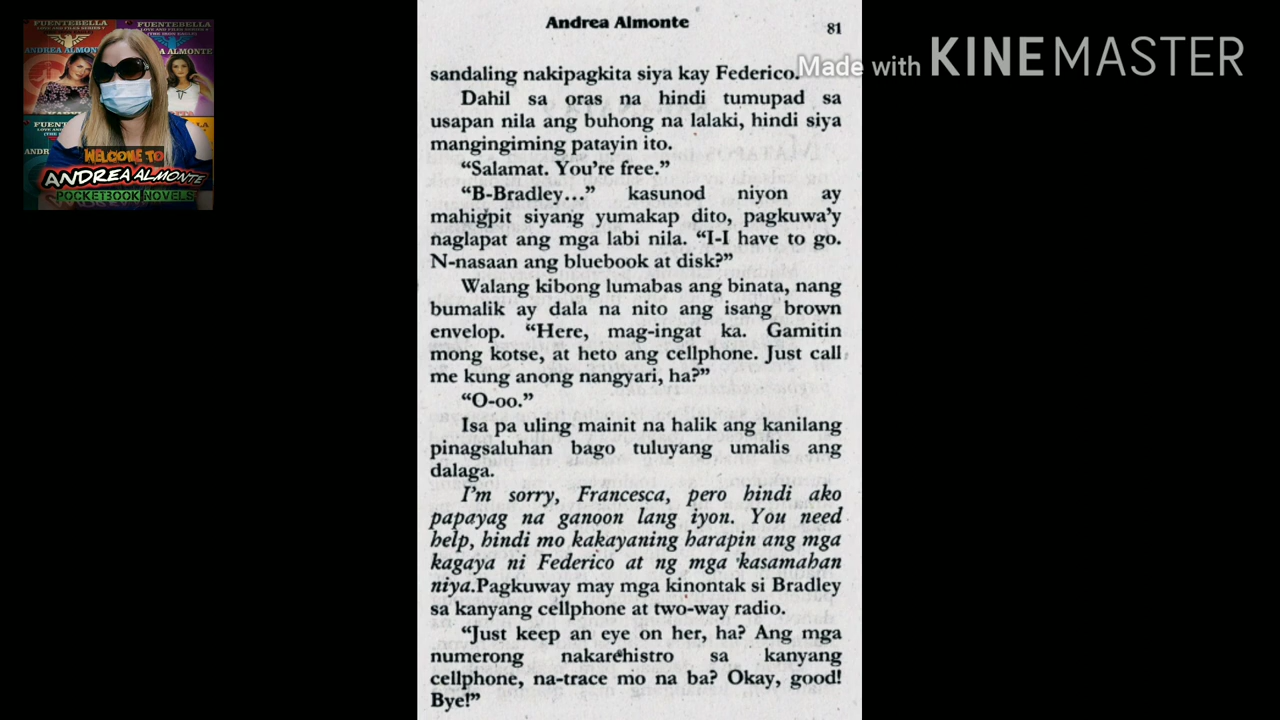 FUENTEBELLA
FUENTEBELLA
ANDREA ALMONTE
ALMONTE
WELCOME TO
ANDREA ALMONTE
POCKETBOOK NOVELS
Made with KINEMASTER
Andrea Almonte
81
sandaling nakipagkita siya kay Federico.
Dahil sa oras na hindi tumupad sa
usapan nila ang buhong na lalaki, hindi siya
mangingiming patayin ito.
“Salamat. You’re free.”
“B-Bradley…” kasunod niyon ay
mahigpit siyang yumakap dito, pagkuwa’y
naglapat ang mga labi nila. “I-I have to go.
N-nasaan ang bluebook at disk?”
Walang kibong lumabas ang binata, nang
bumalik ay dala na nito ang isang brown
envelop. “Here, mag-ingat ka. Gamitin
mong kotse, at heto ang cellphone. Just call
me kung anong nangyari, ha?”
“O-oo.”
Isa pa uling mainit na halik ang kanilang
pinagsaluhan bago tuluyang umalis ang
dalaga.
I’m sorry, Francesca, pero hindi ako
papayag na ganoon lang iyon. You need
help, hindi mo kakayaning harapin ang mga
kagaya ni Federico at ng mga kasamahan
niya.Pagkuway may mga kinontak si Bradley
sa kanyang cellphone at two-way radio.
“Just keep an eye on her, ha? Ang mga
numerong nakarehistro sa kanyang
cellphone, na-trace mo na ba? Okay, good!
Bye!”